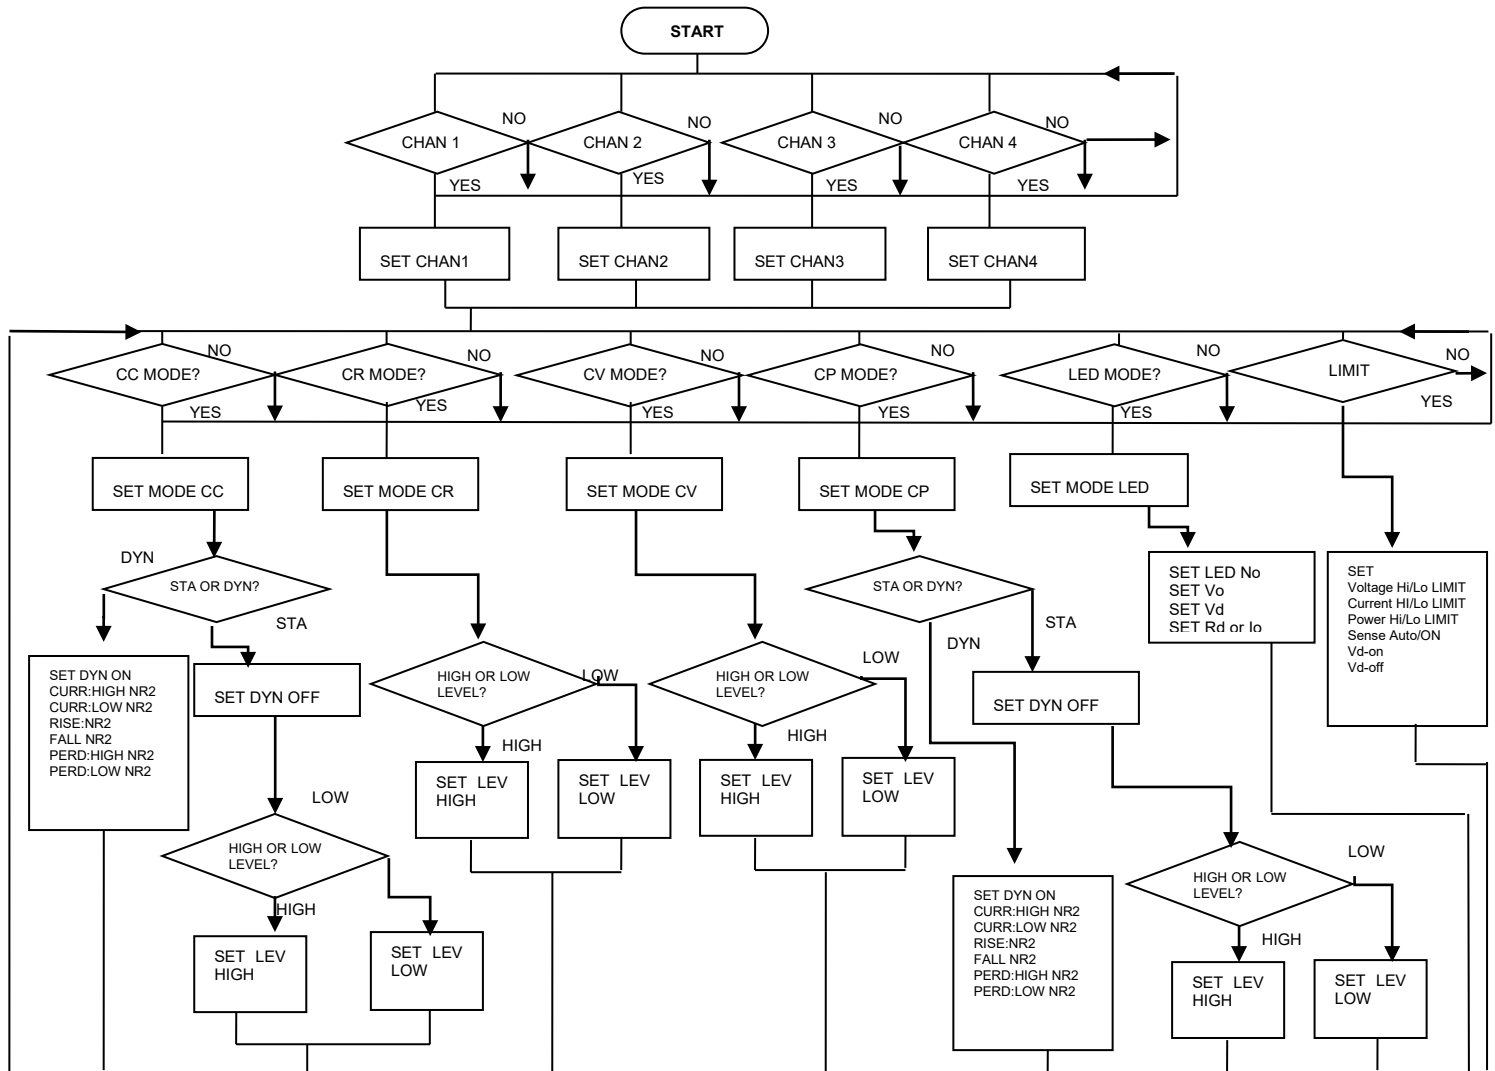 START
NO
NO
NO
NO
CHAN 1
CHAN 2
CHAN 3
CHAN 4
YES
YES
YES
YES
SET CHAN1
SET CHAN2
SET CHAN3
SET CHAN4
NO
NO
NO
NO
NO
NO
CC MODE?
CR MODE?
CV MODE?
CP MODE?
LED MODE?
LIMIT
YES
YES
YES
YES
YES
YES
SET MODE CC
SET MODE CR
SET MODE CV
SET MODE CP
SET MODE LED
DYN
STA OR DYN?
STA
STA OR DYN?
STA
DYN
SET LED No
SET Vo
SET Vd
SET Rd or Io
SET
Voltage Hi/Lo LIMIT
Current HI/Lo LIMIT
Power Hi/Lo LIMIT
Sense Auto/ON
Vd-on
Vd-off
SET DYN ON
CURR:HIGH NR2
CURR:LOW NR2
RISE:NR2
FALL NR2
PERD:HIGH NR2
PERD:LOW NR2
SET DYN OFF
HIGH OR LOW
LEVEL?
LOW
HIGH
HIGH OR LOW
LEVEL?
LOW
HIGH
SET DYN OFF
SET LEV
HIGH
SET LEV
LOW
SET LEV
HIGH
SET LEV
LOW
LOW
HIGH OR LOW
LEVEL?
HIGH
SET LEV
HIGH
SET LEV
LOW
SET DYN ON
CURR:HIGH NR2
CURR:LOW NR2
RISE:NR2
FALL NR2
PERD:HIGH NR2
PERD:LOW NR2
LOW
HIGH OR LOW
LEVEL?
HIGH
SET LEV
HIGH
SET LEV
LOW